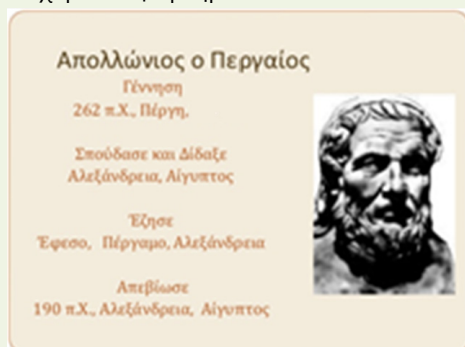 Απολλώνιος ο Περγαίος
Γέννηση
262 π.Χ., Πέργη,
Σπούδασε και Δίδαξε
Αλεξάνδρεια, Αίγυπτος
Έζησε
Έφεσο, Πέργαμο, Αλεξάνδρεια
Απεβίωσε
190 π.Χ., Αλεξάνδρεια, Αίγυπτος